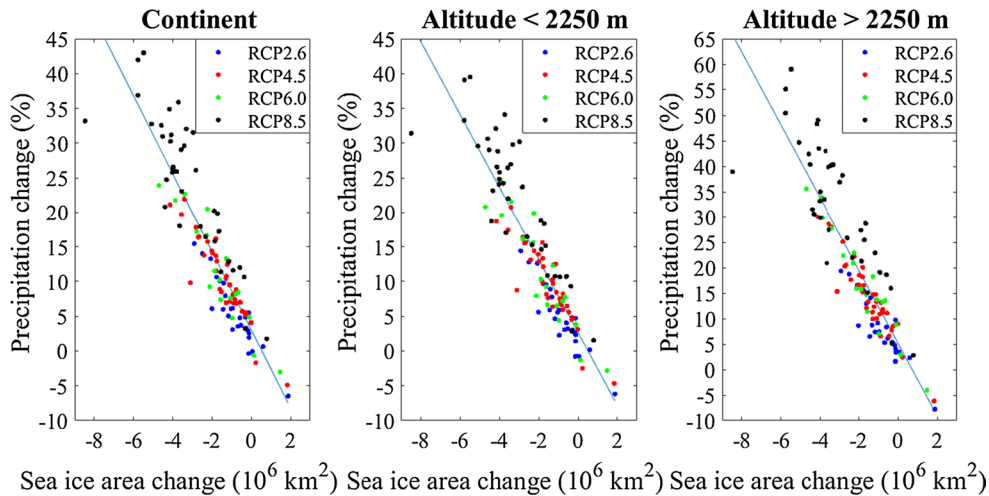 Continent
Precipitation change (%)
45
40
35
30
25
20
15
10
5
0
-5
-10
-8
-6
-4
-2
0
2
Sea ice area change (10⁶ km²)
RCP2.6
RCP4.5
RCP6.0
RCP8.5
Altitude < 2250 m
Precipitation change (%)
45
40
35
30
25
20
15
10
5
0
-5
-10
-8
-6
-4
-2
0
2
Sea ice area change (10⁶ km²)
RCP2.6
RCP4.5
RCP6.0
RCP8.5
Altitude > 2250 m
Precipitation change (%)
65
60
55
50
45
40
35
30
25
20
15
10
5
0
-5
-10
-8
-6
-4
-2
0
2
Sea ice area change (10⁶ km²)
RCP2.6
RCP4.5
RCP6.0
RCP8.5